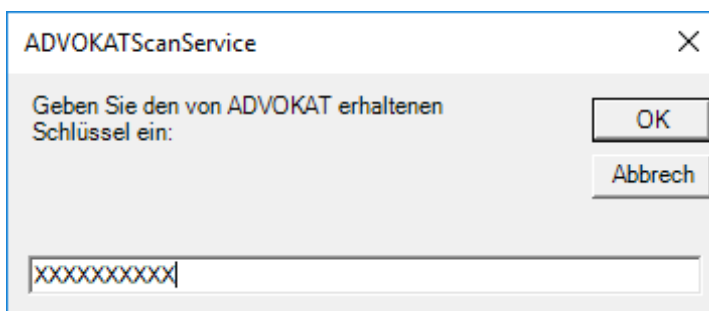 ADVOKATScanService
Geben Sie den von ADVOKAT erhaltenen
Schlüssel ein:
OK
Abbrech
XXXXXXXXXX